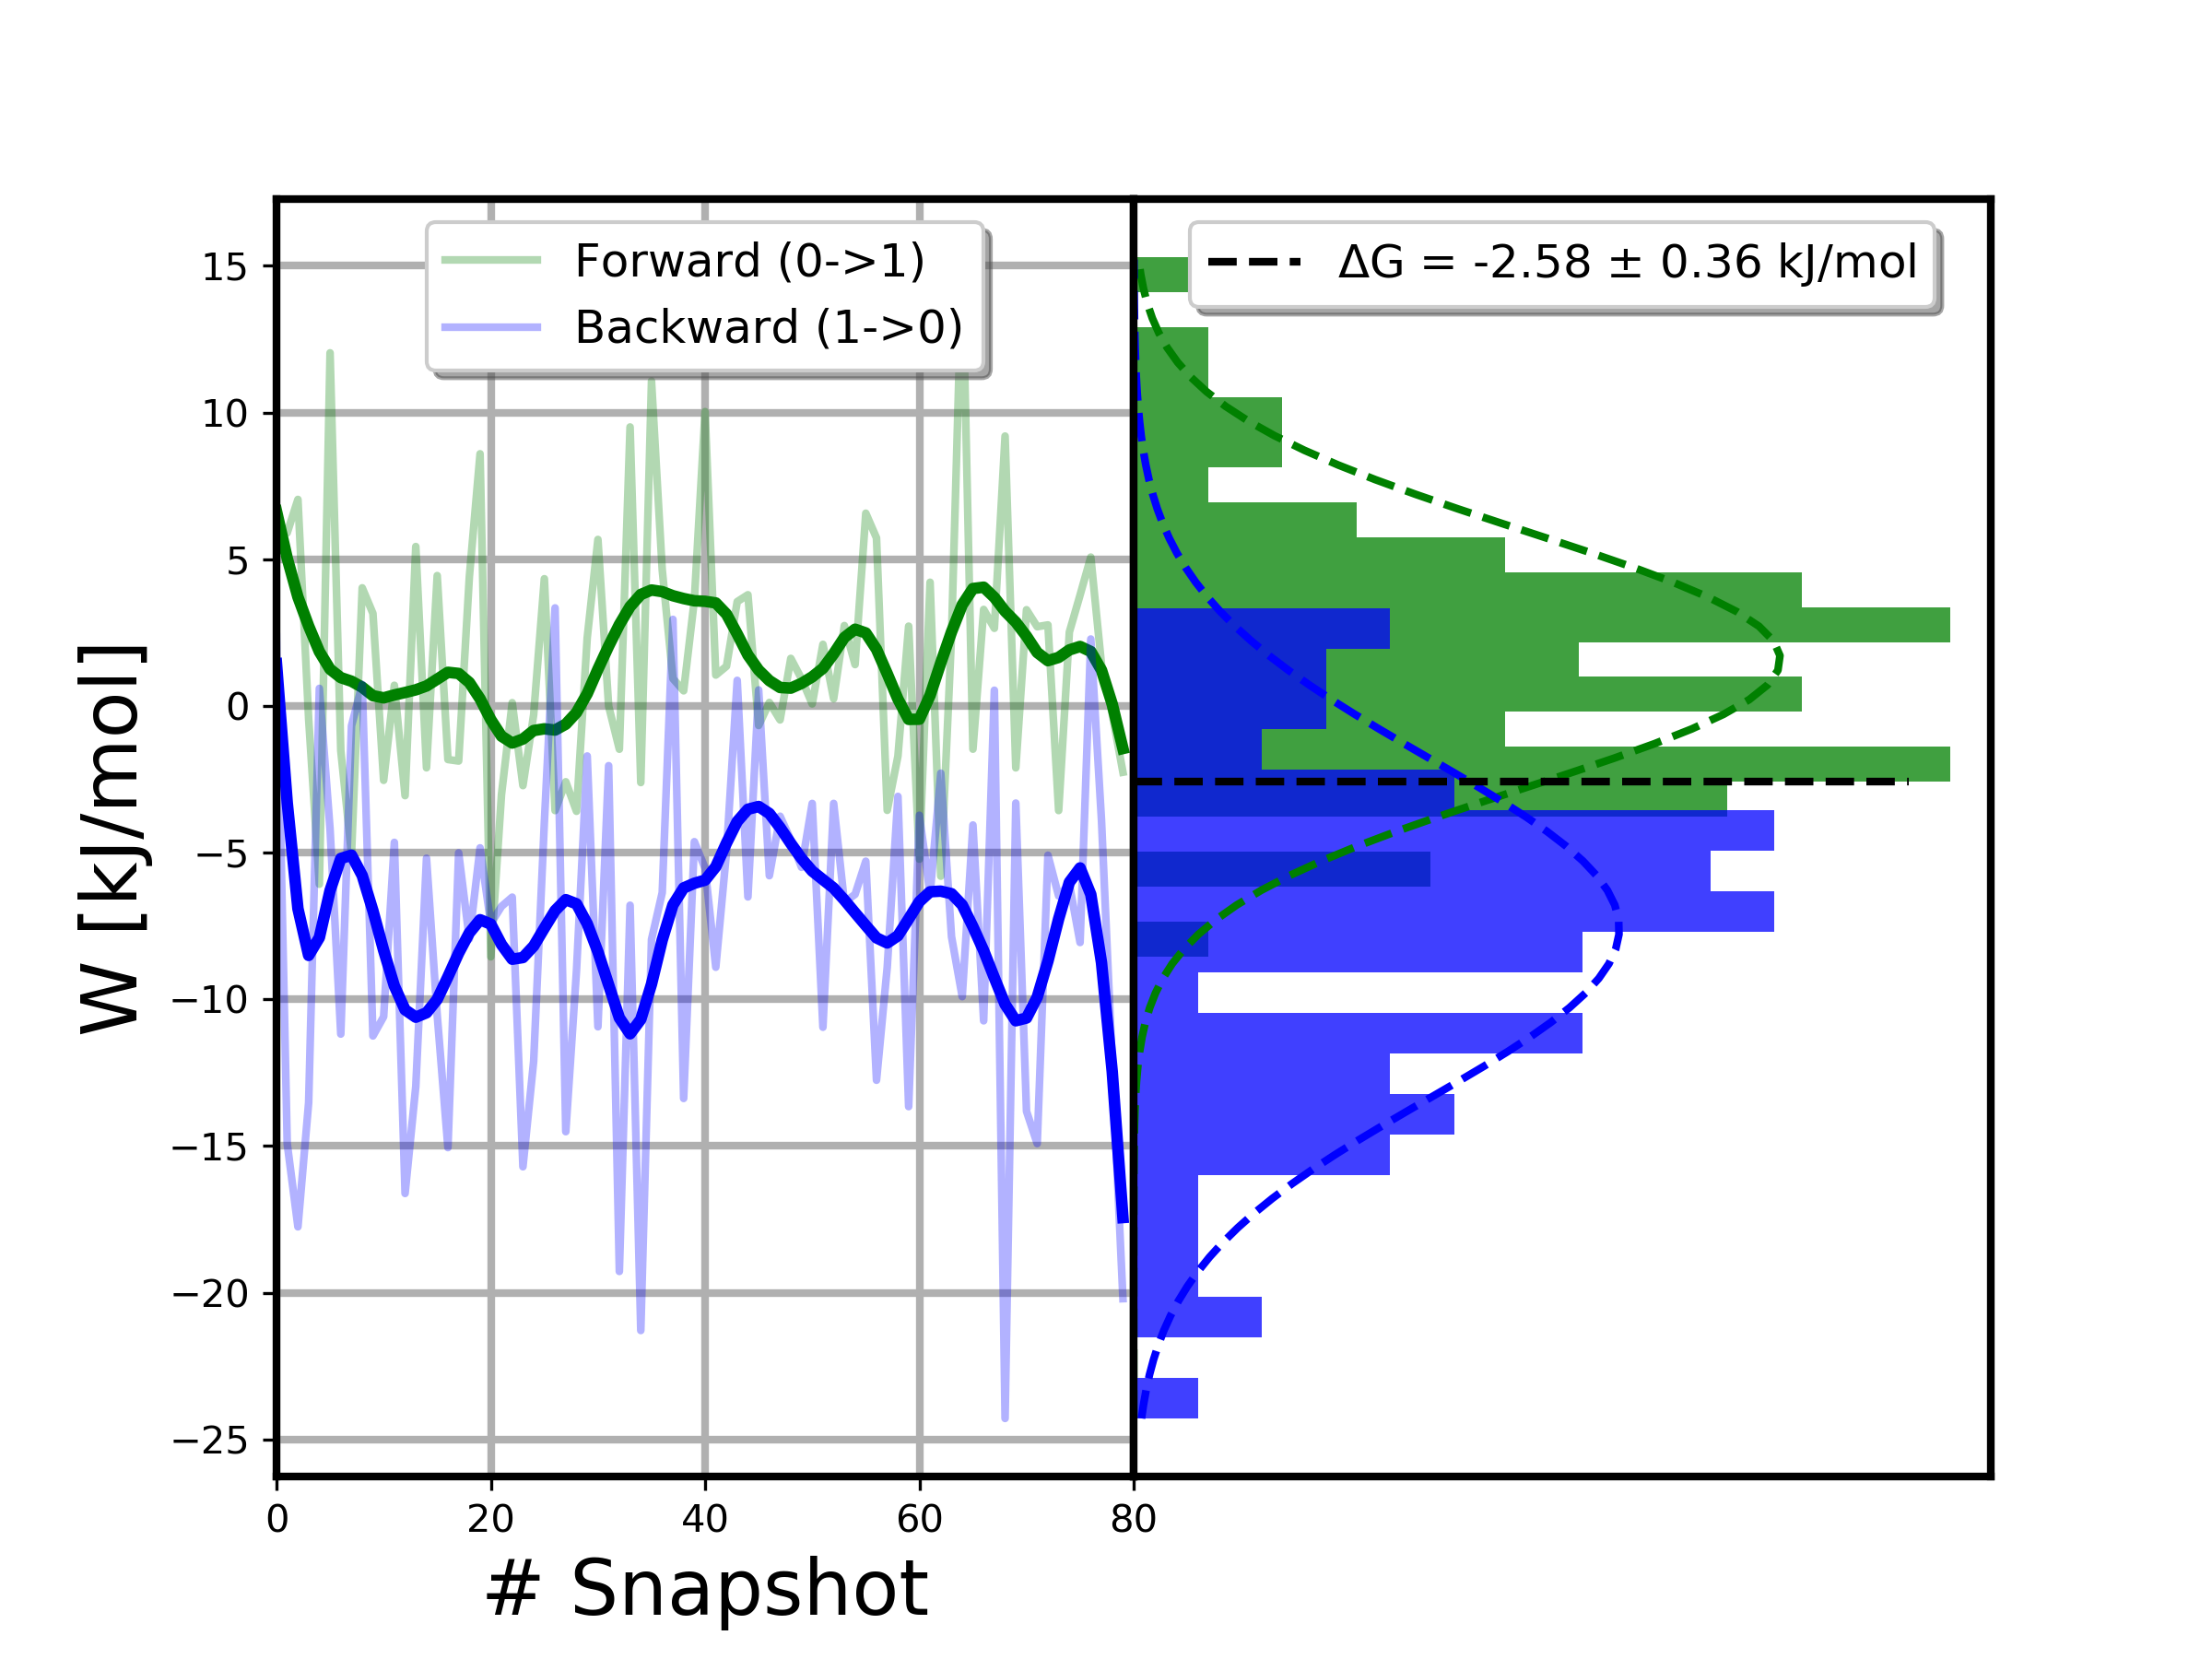 Forward (0->1)
Backward (1->0)
ΔG = -2.58 ± 0.36 kJ/mol
W [kJ/mol]
15
10
5
0
−5
−10
−15
−20
−25
0 20 40 60 80
# Snapshot